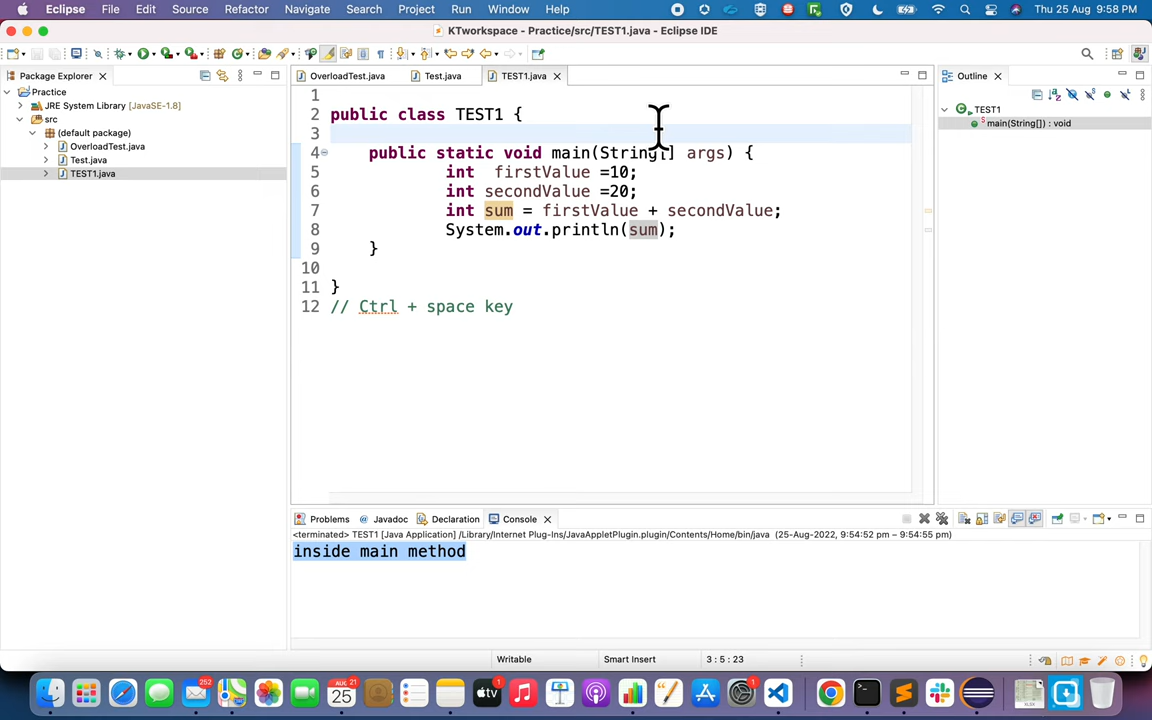 Eclipse File Edit Source Refactor Navigate Search Project Run Window Help Thu 25 Aug 9:58 PM
KTworkspace - Practice/src/TEST1.java - Eclipse IDE
Package Explorer
Practice
JRE System Library [JavaSE-1.8]
src
(default package)
OverloadTest.java
Test.java
TEST1.java
OverloadTest.java Test.java TEST1.java
1
2 public class TEST1 {
3
4 public static void main(String[] args) {
5 int firstValue =10;
6 int secondValue =20;
7 int sum = firstValue + secondValue;
8 System.out.println(sum);
9 }
10
11 }
12 // Ctrl + space key
Outline
TEST1
main(String[]) : void
Problems Javadoc Declaration Console
<terminated> TEST1 [Java Application] /Library/Internet Plug-Ins/JavaAppletPlugin.plugin/Contents/Home/bin/java (25-Aug-2022, 9:54:52 pm – 9:54:55 pm)
inside main method
Writable Smart Insert 3 : 5 : 23
252
AUG
25
21
1
1